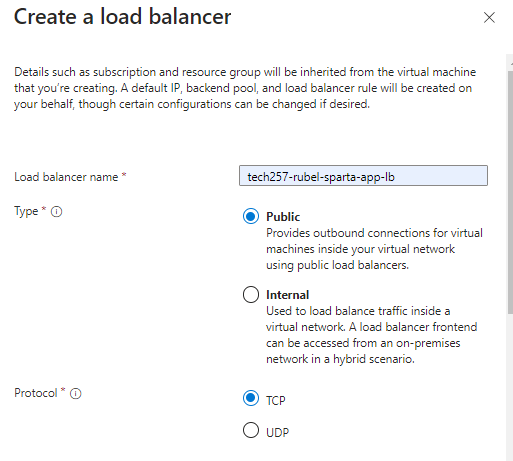 Create a load balancer
Details such as subscription and resource group will be inherited from the virtual machine
that you're creating. A default IP, backend pool, and load balancer rule will be created on
your behalf, though certain configurations can be changed if desired.
Load balancer name *
tech257-rubel-sparta-app-lb
Type *
Public
Provides outbound connections for virtual
machines inside your virtual network
using public load balancers.
Internal
Used to load balance traffic inside a
virtual network. A load balancer frontend
can be accessed from an on-premises
network in a hybrid scenario.
Protocol *
TCP
UDP